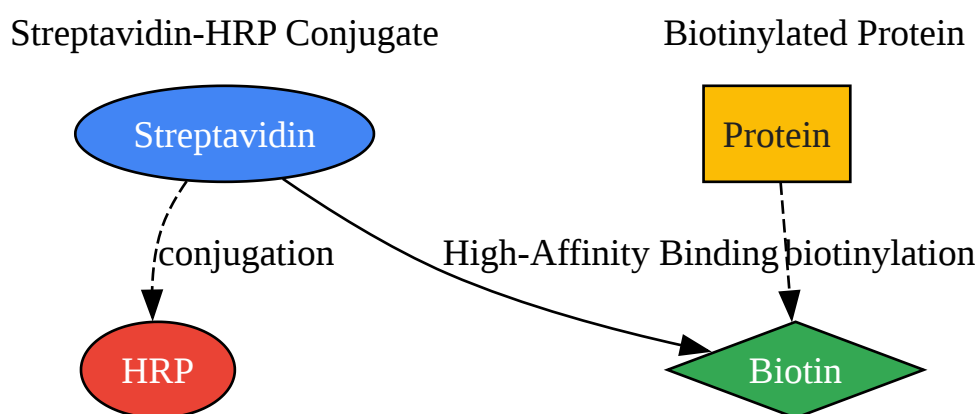 Streptavidin-HRP Conjugate
Biotinylated Protein
Streptavidin
Protein
conjugation
High-Affinity Binding
biotinylation
HRP
Biotin